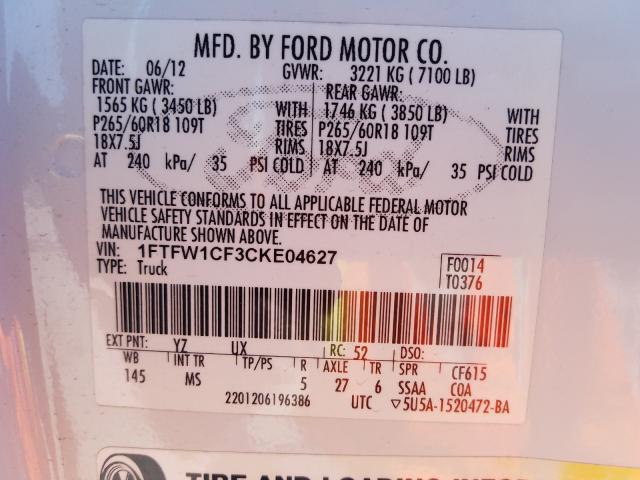 MFD. BY FORD MOTOR CO.
DATE: 06/12 GVWR: 3221 KG ( 7100 LB)
FRONT GAWR: REAR GAWR:
1565 KG ( 3450 LB) WITH 1746 KG ( 3850 LB) WITH
P265/60R18 109T TIRES P265/60R18 109T TIRES
18X7.5J RIMS 18X7.5J RIMS
AT 240 kPa/ 35 PSI COLD AT 240 kPa/ 35 PSI COLD
THIS VEHICLE CONFORMS TO ALL APPLICABLE FEDERAL MOTOR
VEHICLE SAFETY STANDARDS IN EFFECT ON THE DATE OF
MANUFACTURE SHOWN ABOVE.
VIN: 1FTFW1CF3CKE04627 F0014
TYPE: Truck T0376
EXT PNT: YZ UX RC: 52 DSO:
WB INT TR TP/PS R AXLE TR SPR CF615
145 MS 5 27 6 SSAA COA
2201206196386 UTC ▽5U5A-1520472-BA
TIRE AND LOADING